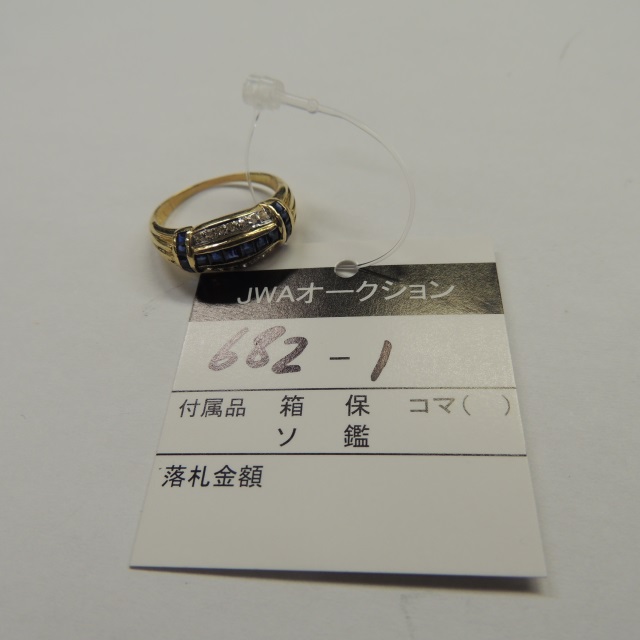 JWAオークション
682-1
付属品 箱 保 コマ( )
ソ 鑑
落札金額